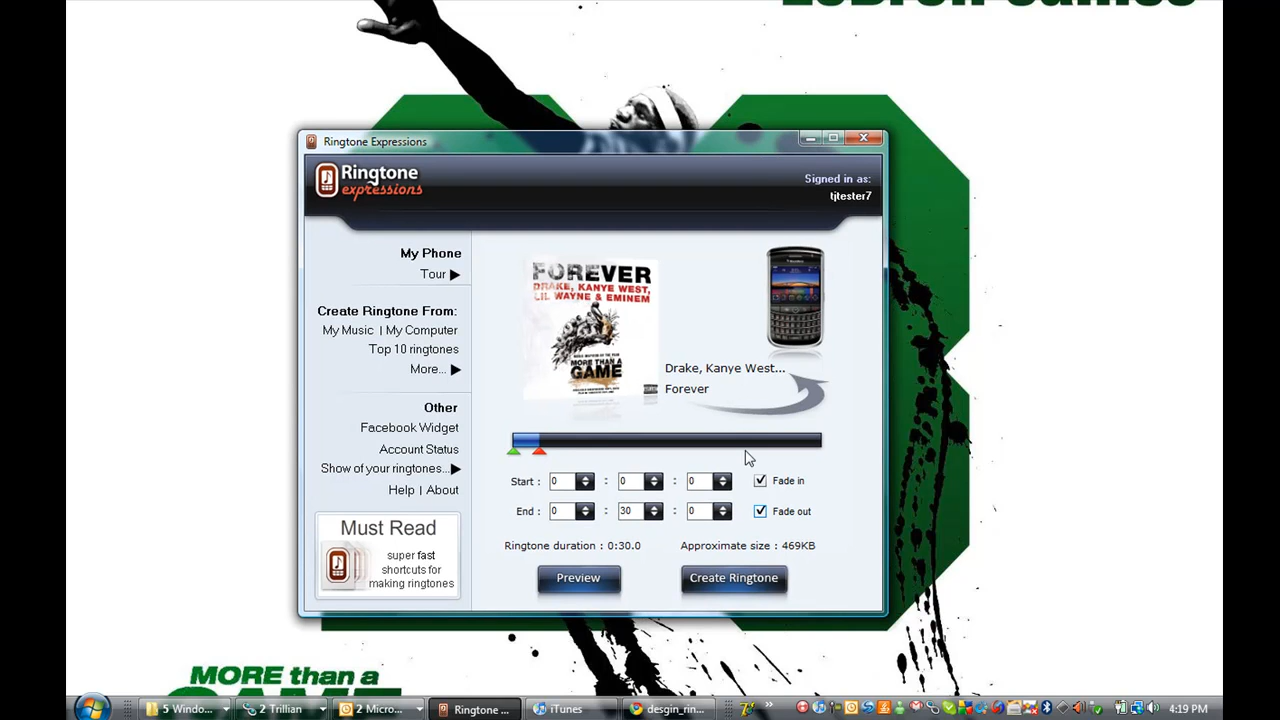 LeBron James
Ringtone Expressions
Ringtone
expressions
Signed in as:
tjtester7
My Phone
Tour
Create Ringtone From:
My Music | My Computer
Top 10 ringtones
More...
Other
Facebook Widget
Account Status
Show of your ringtones...
Help | About
Must Read
super fast
shortcuts for
making ringtones
FOREVER
DRAKE, KANYE WEST,
LIL WAYNE & EMINEM
MORE THAN A
GAME
Drake, Kanye West...
Forever
Start : 0 : 0 : 0 Fade in
End : 0 : 30 : 0 Fade out
Ringtone duration : 0:30.0 Approximate size : 469KB
Preview Create Ringtone
MORE than a
GAME
5 Windo... 2 Trillian 2 Micro... Ringtone ... iTunes desgin_rin... 4:19 PM